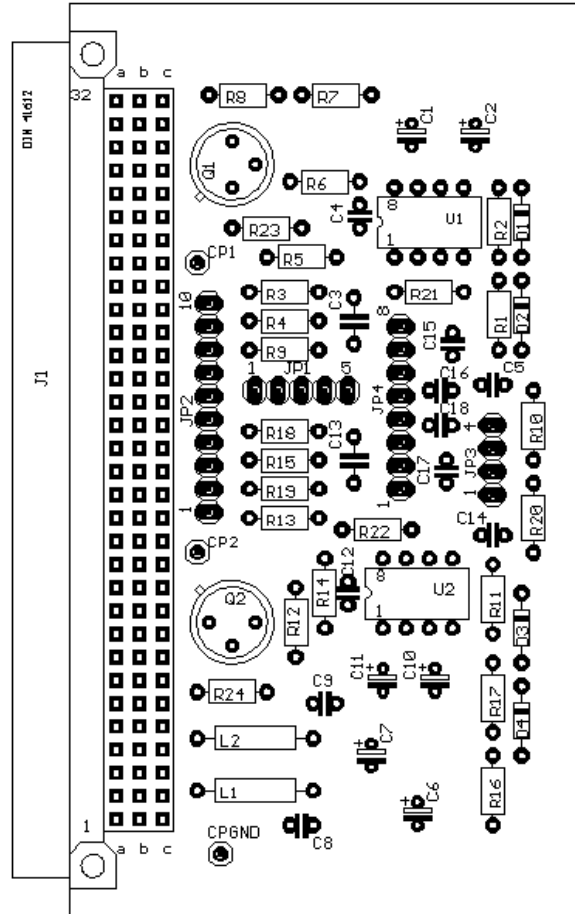 a b c
32
DIN 41612
J1
R8
R7
C1
+
C2
+
Q1
R6
C4
8
U1
1
R2
D1
R23
R5
CP1
10
R3
C3
R21
8
R1
D2
R4
C15
R9
1 JP1 5
C16
C5
JP2
JP4
C18
R10
4
R18
C13
R15
C17
JP3
R19
1
1
1
R13
C14
R20
R22
CP2
C12
8
U2
1
R14
R12
Q2
R11
D3
C11
+
C10
+
R24
C9
R17
D4
L2
C7
+
L1
C6
+
R16
1
CPGND
C8
a b c